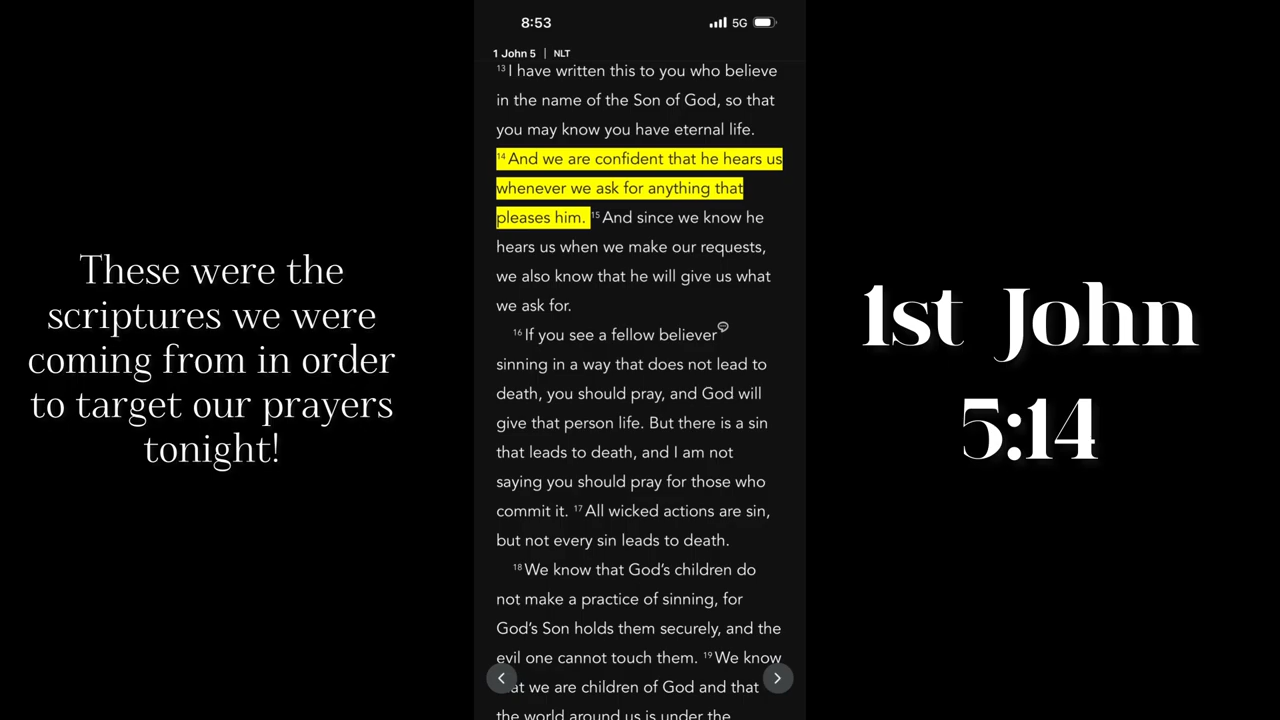 These were the
scriptures we were
coming from in order
to target our prayers
tonight!
8:53
5G
1 John 5 | NLT
13 I have written this to you who believe
in the name of the Son of God, so that
you may know you have eternal life.
14 And we are confident that he hears us
whenever we ask for anything that
pleases him. 15 And since we know he
hears us when we make our requests,
we also know that he will give us what
we ask for.
16 If you see a fellow believer
sinning in a way that does not lead to
death, you should pray, and God will
give that person life. But there is a sin
that leads to death, and I am not
saying you should pray for those who
commit it. 17 All wicked actions are sin,
but not every sin leads to death.
18 We know that God’s children do
not make a practice of sinning, for
God’s Son holds them securely, and the
evil one cannot touch them. 19 We know
at we are children of God and that
the world around us is under the
1st John
5:14